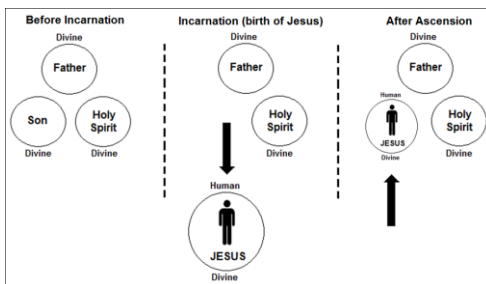 Before Incarnation
Divine
Father
Son
Holy
Spirit
Divine
Divine
Incarnation (birth of Jesus)
Divine
Father
Holy
Spirit
Divine
Human
JESUS
Divine
After Ascension
Divine
Father
Human
JESUS
Divine
Holy
Spirit
Divine